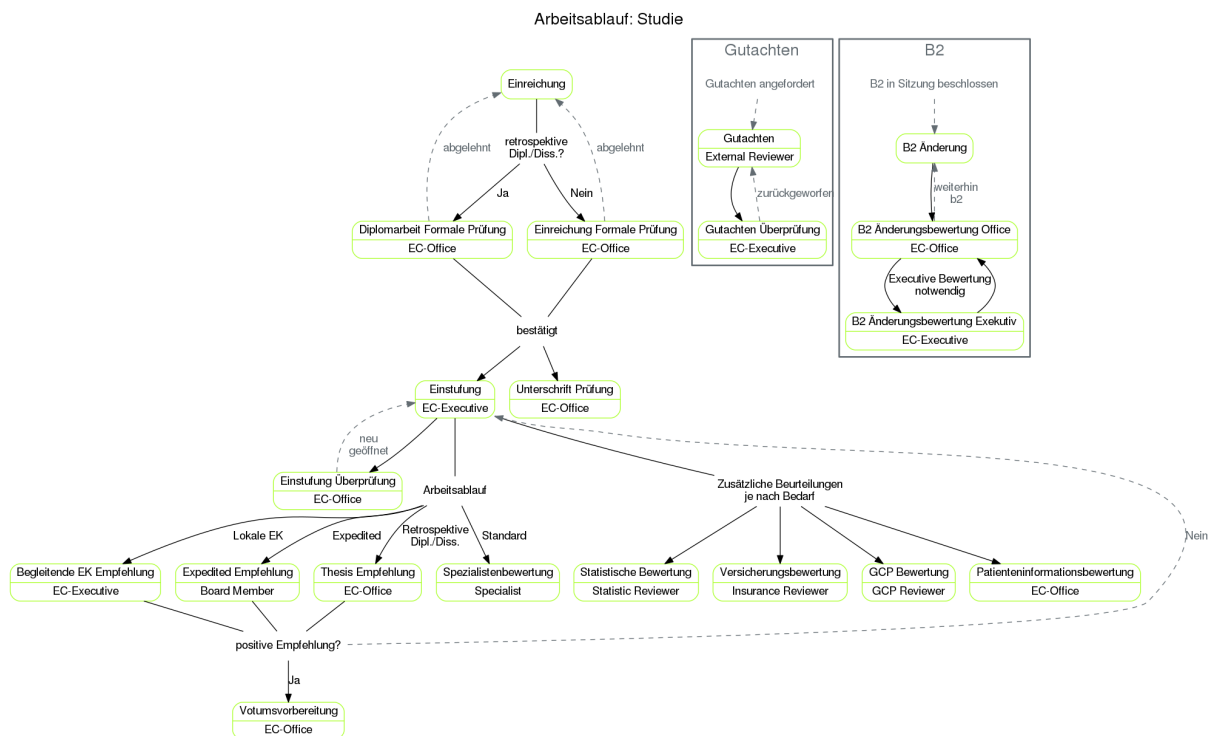 Arbeitsablauf: Studie
Einreichung
abgelehnt
retrospektive
Dipl./Diss.?
abgelehnt
Ja
Nein
Diplomarbeit Formale Prüfung
EC-Office
Einreichung Formale Prüfung
EC-Office
Gutachten
Gutachten angefordert
Gutachten
External Reviewer
zurückgeworfen
Gutachten Überprüfung
EC-Executive
B2
B2 in Sitzung beschlossen
B2 Änderung
weiterhin
b2
B2 Änderungsbewertung Office
EC-Office
Executive Bewertung
notwendig
B2 Änderungsbewertung Exekutiv
EC-Executive
bestätigt
Einstufung
EC-Executive
Unterschrift Prüfung
EC-Office
neu
geöffnet
Einstufung Überprüfung
EC-Office
Arbeitsablauf
Zusätzliche Beurteilungen
je nach Bedarf
Lokale EK
Expedited
Retrospektive
Dipl./Diss.
Standard
Nein
Begleitende EK Empfehlung
EC-Executive
Expedited Empfehlung
Board Member
Thesis Empfehlung
EC-Office
Spezialistenbewertung
Specialist
Statistische Bewertung
Statistic Reviewer
Versicherungsbewertung
Insurance Reviewer
GCP Bewertung
GCP Reviewer
Patienteninformationsbewertung
EC-Office
positive Empfehlung?
Ja
Votumsvorbereitung
EC-Office